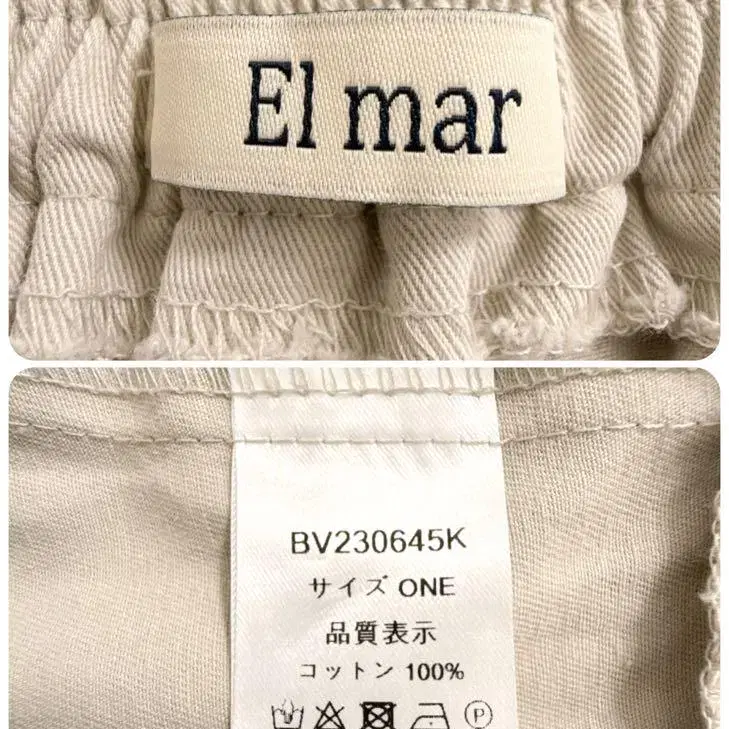 El mar
BV230645K
サイズ ONE
品質表示
コットン 100%
P